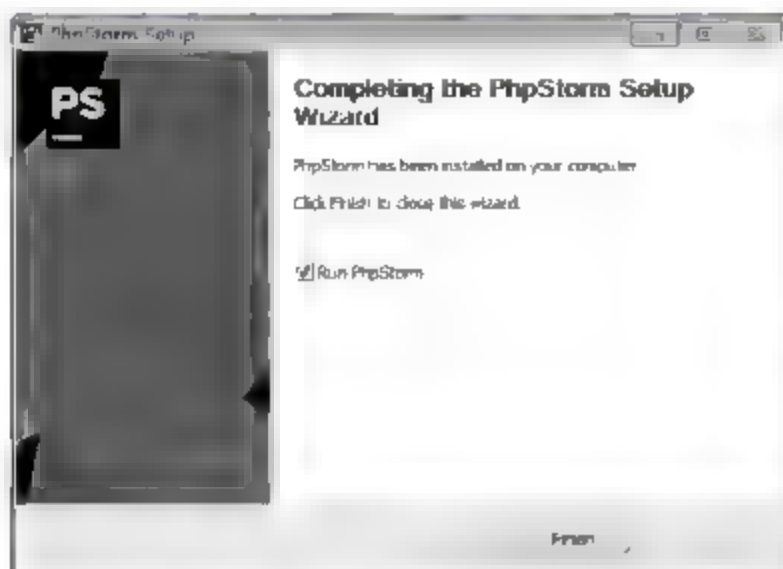 PhpStorm Setup
PS
Completing the PhpStorm Setup
Wizard
PhpStorm has been installed on your computer.
Click Finish to close this wizard.
Run PhpStorm
Finish